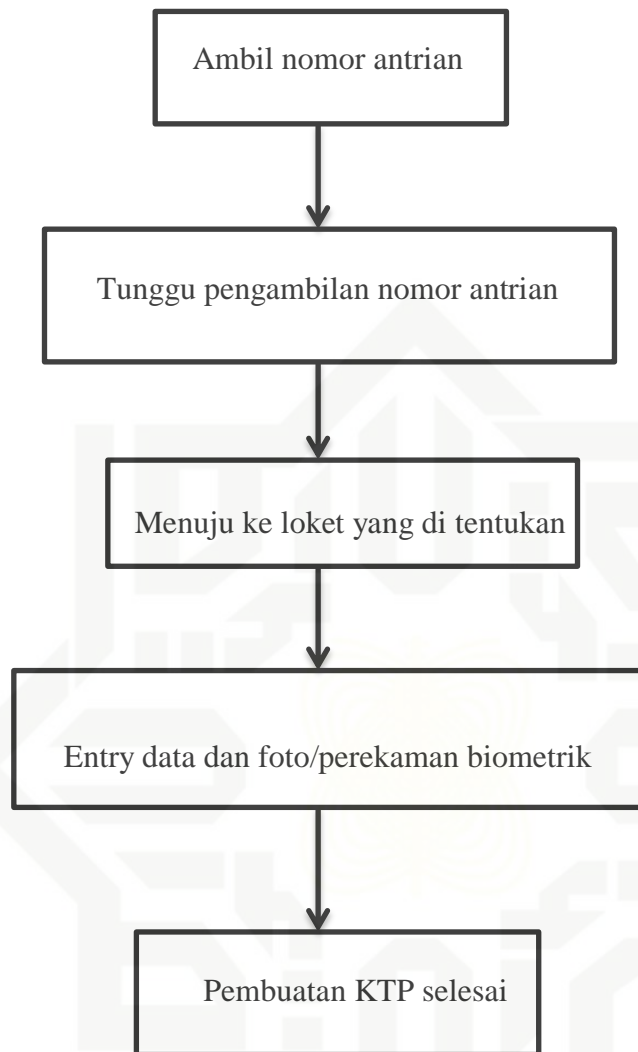 Ambil nomor antrian
Tunggu pengambilan nomor antrian
Menuju ke loket yang di tentukan
Entry data dan foto/perekaman biometrik
Pembuatan KTP selesai